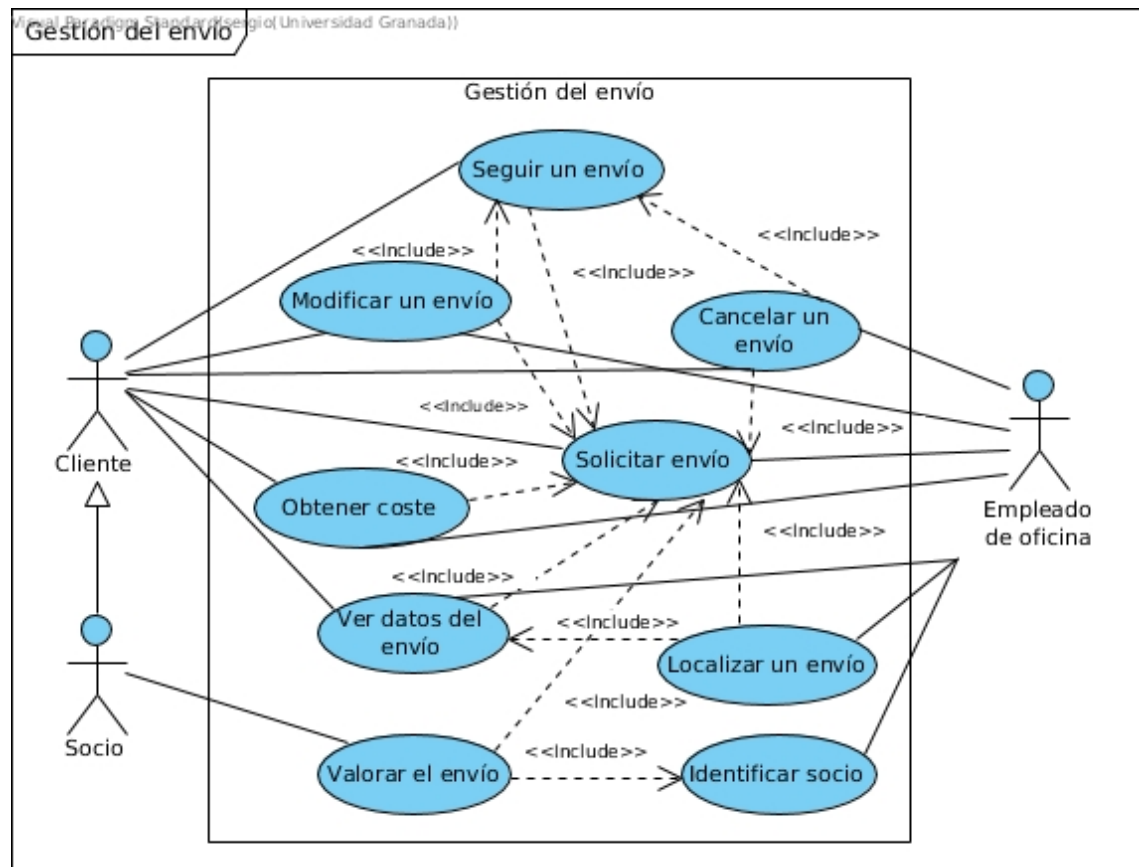 Visual Paradigm Standard(sergio(Universidad Granada))
Gestión del envío
Gestión del envío
Seguir un envío
<<Include>>
<<Include>>
<<Include>>
Modificar un envío
Cancelar un
envío
Cliente
<<Include>>
<<Include>>
Solicitar envío
<<Include>>
Obtener coste
Empleado
de oficina
<<Include>>
<<Include>>
Ver datos del
envío
<<Include>>
Localizar un envío
Socio
<<Include>>
<<Include>>
Valorar el envío
Identificar socio